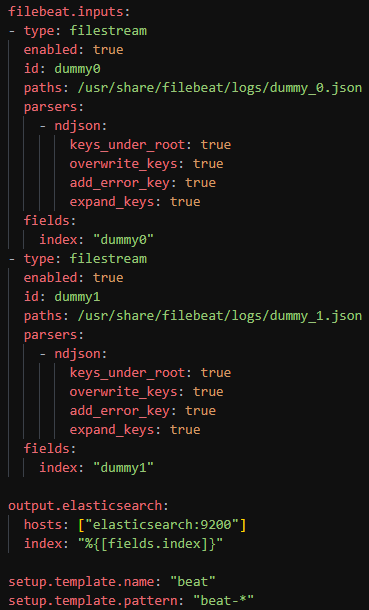 filebeat.inputs:
- type: filestream
  enabled: true
  id: dummy0
  paths: /usr/share/filebeat/logs/dummy_0.json
  parsers:
    - ndjson:
        keys_under_root: true
        overwrite_keys: true
        add_error_key: true
        expand_keys: true
  fields:
    index: "dummy0"
- type: filestream
  enabled: true
  id: dummy1
  paths: /usr/share/filebeat/logs/dummy_1.json
  parsers:
    - ndjson:
        keys_under_root: true
        overwrite_keys: true
        add_error_key: true
        expand_keys: true
  fields:
    index: "dummy1"

output.elasticsearch:
  hosts: ["elasticsearch:9200"]
  index: "%{[fields.index]}"

setup.template.name: "beat"
setup.template.pattern: "beat-*"